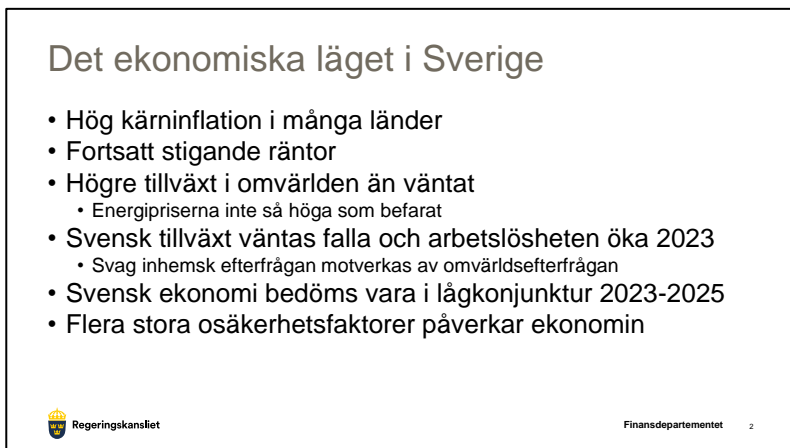 Det ekonomiska läget i Sverige
• Hög kärninflation i många länder
• Fortsatt stigande räntor
• Högre tillväxt i omvärlden än väntat
• Energipriserna inte så höga som befarat
• Svensk tillväxt väntas falla och arbetslösheten öka 2023
• Svag inhemsk efterfrågan motverkas av omvärldsefterfrågan
• Svensk ekonomi bedöms vara i lågkonjunktur 2023-2025
• Flera stora osäkerhetsfaktorer påverkar ekonomin
Regeringskansliet
Finansdepartementet 2